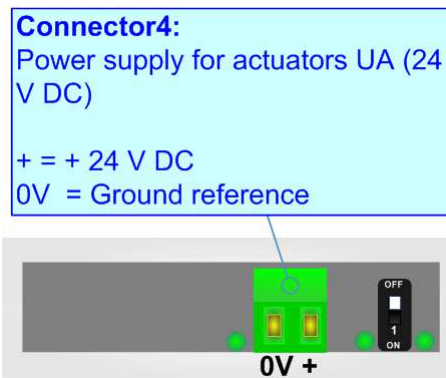 Connector4:
Power supply for actuators UA (24
V DC)
+ = + 24 V DC
0V = Ground reference
OFF
1
ON
0V +